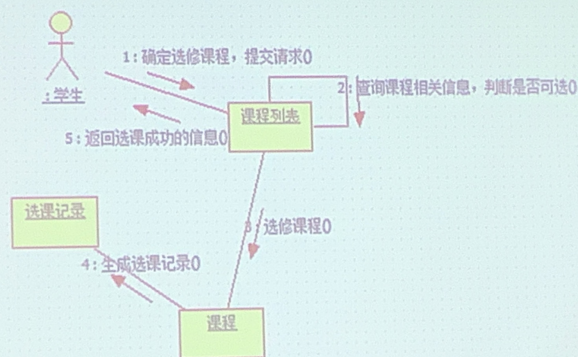 1:确定选修课程，提交请求()
:学生
2:查询课程相关信息，判断是否可选()
课程列表
5:返回选课成功的信息()
选课记录
3:选修课程()
4:生成选课记录()
课程